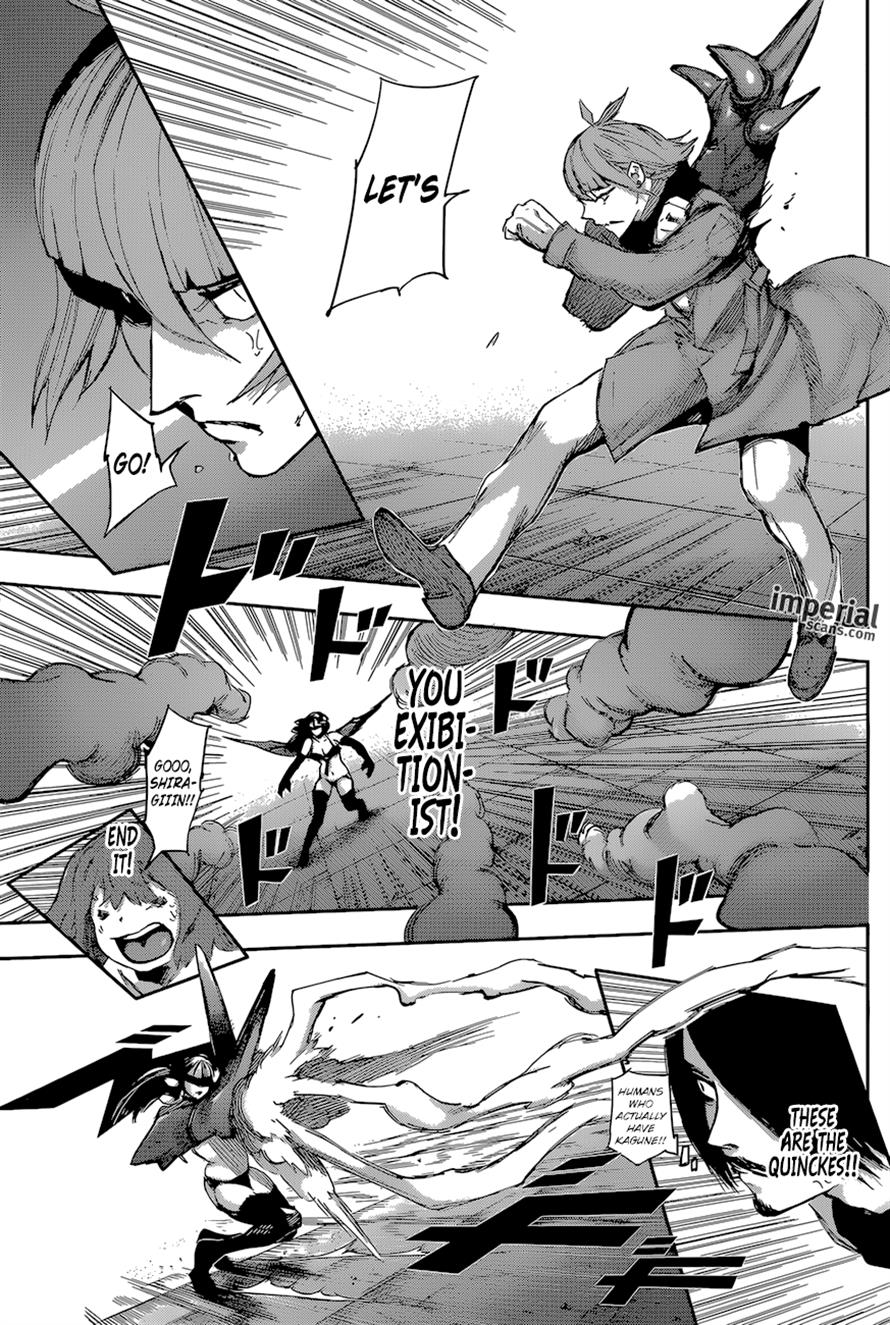 LET'S
GO!
ド
ド
ド
ド
ド
ド
imperial
scans.com
YOU
EXIBI-
TION-
IST!
GOOO,
SHIRA-
GIIIN!!
END
IT!
HUMANS
WHO
ACTUALLY
HAVE
KAGUNE!!
THESE
ARE THE
QUINCKES!!